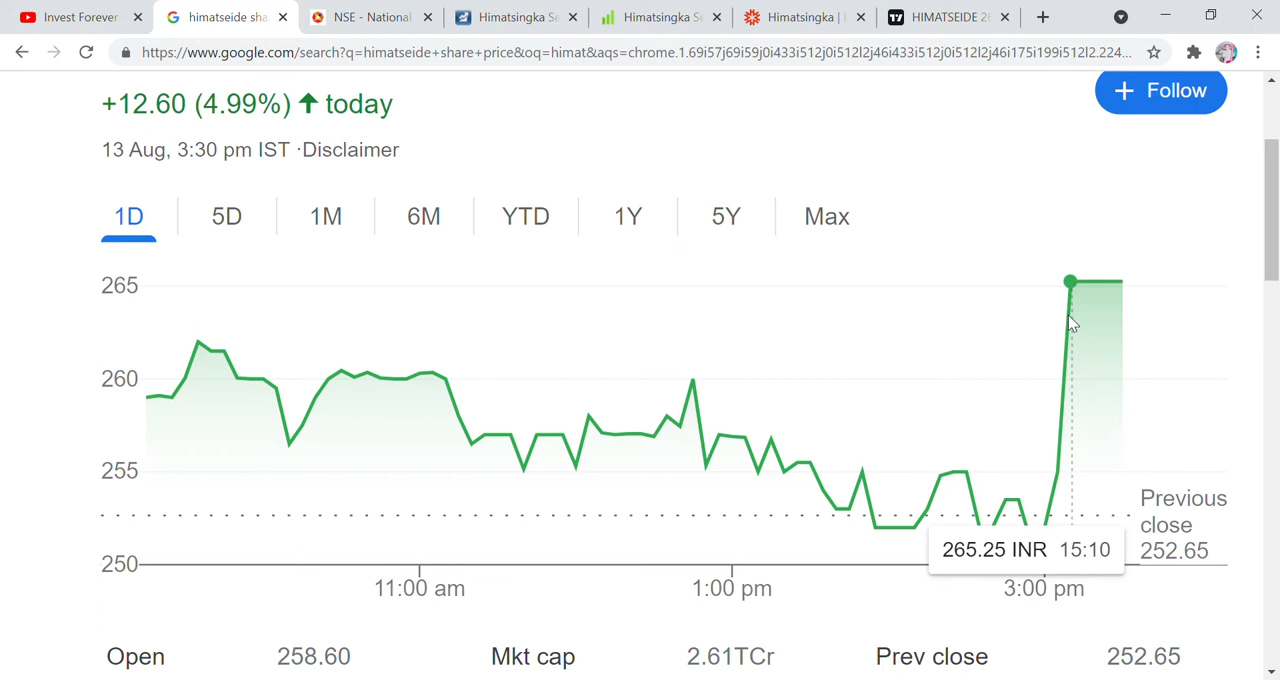 Invest Forever
himatseide sha
NSE - National
Himatsingka Se
Himatsingka Se
Himatsingka |
HIMATSEIDE 26
https://www.google.com/search?q=himatseide+share+price&oq=himat&aqs=chrome.1.69i57j69i59j0i433i512j0i512l2j46i433i512j0i512l2j46i175i199i512l2.224...
+12.60 (4.99%) today
+ Follow
13 Aug, 3:30 pm IST ·Disclaimer
1D 5D 1M 6M YTD 1Y 5Y Max
265
260
255
250
Previous
close
252.65
265.25 INR 15:10
11:00 am 1:00 pm 3:00 pm
Open 258.60 Mkt cap 2.61TCr Prev close 252.65